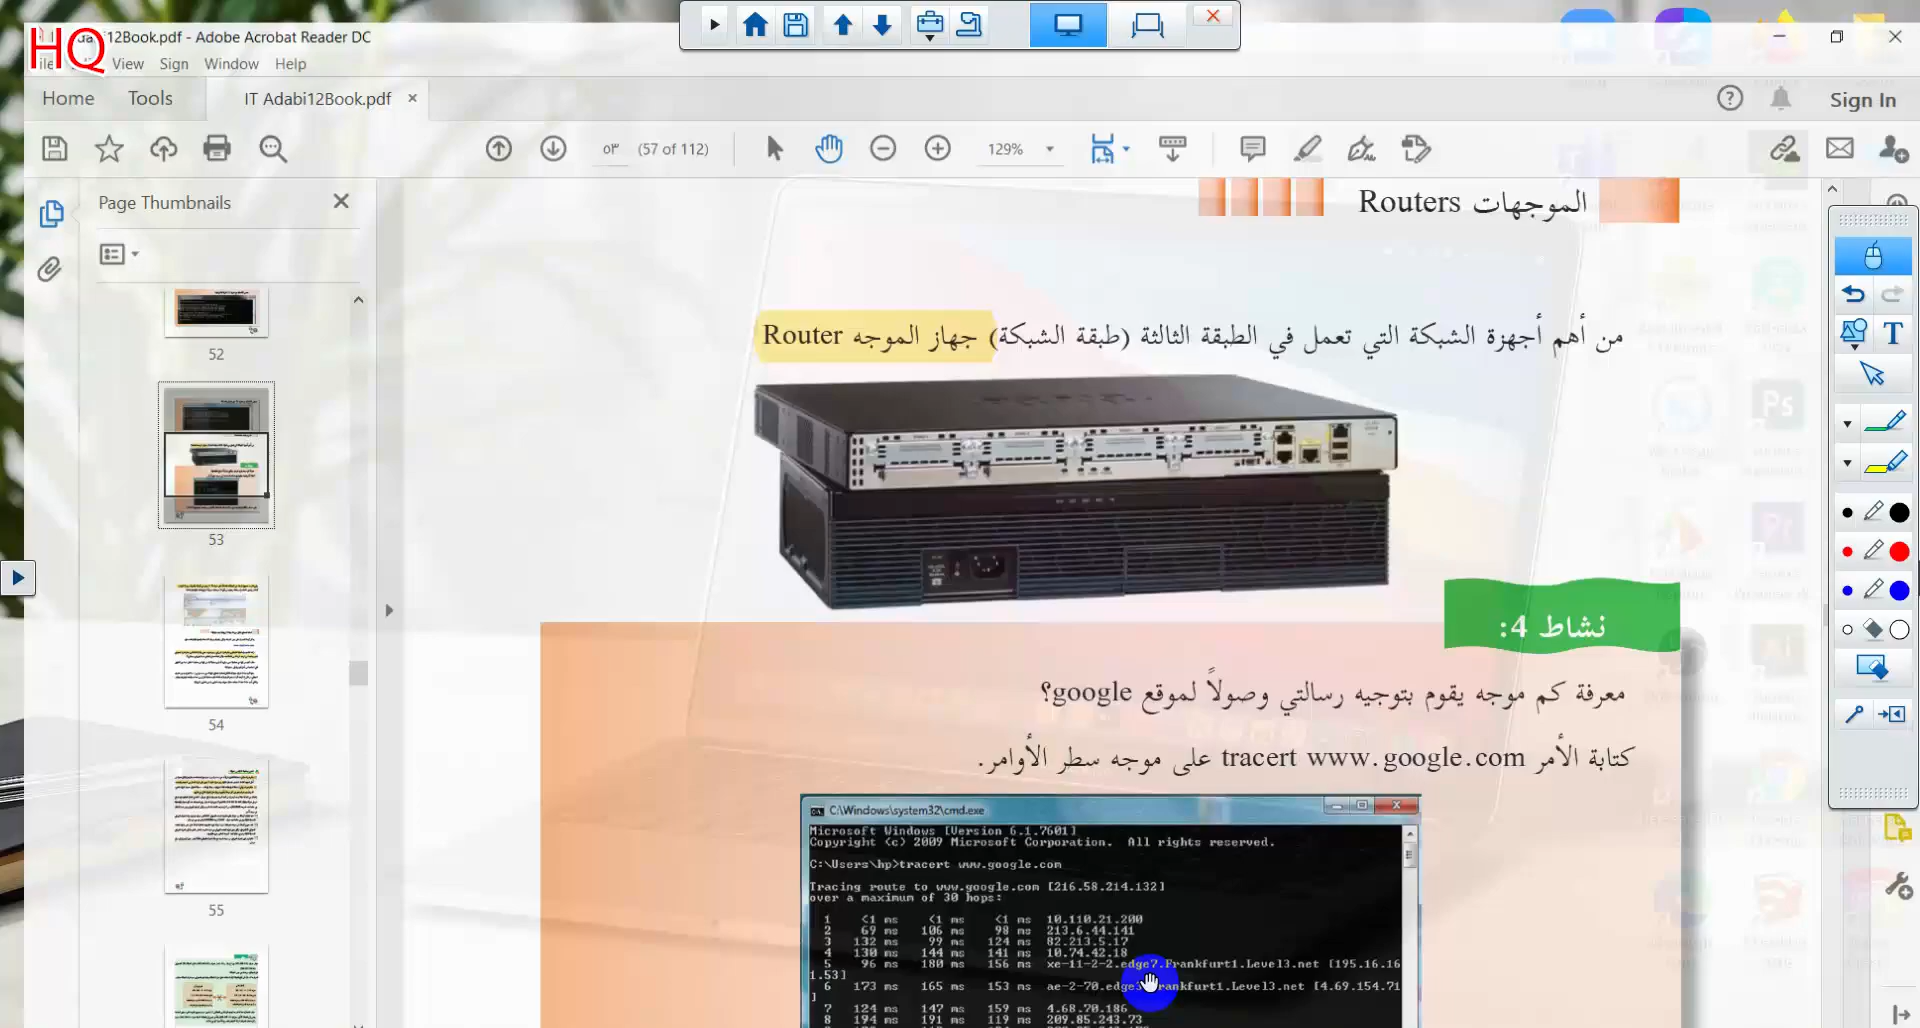 HQ
12Book.pdf - Adobe Acrobat Reader DC
View Sign Window Help
Home Tools IT Adabi12Book.pdf
Sign In
٥٣ (57 of 112) 129%
Page Thumbnails
52
53
54
55
الموجهات Routers
من أهم أجهزة الشبكة التي تعمل في الطبقة الثالثة (طبقة الشبكة) جهاز الموجه Router
نشاط 4:
معرفة كم موجه يقوم بتوجيه رسالتي وصولاً لموقع google؟
كتابة الأمر tracert www.google.com على موجه سطر الأوامر.
C:\Windows\system32\cmd.exe
Microsoft Windows [Version 6.1.7601]
Copyright (c) 2009 Microsoft Corporation. All rights reserved.
C:\Users\hp>tracert www.google.com
Tracing route to www.google.com [216.58.214.132]
over a maximum of 30 hops:
1 <1 ms <1 ms <1 ms 10.110.21.200
2 69 ms 106 ms 98 ms 213.6.44.141
3 132 ms 99 ms 124 ms 82.213.5.17
4 130 ms 144 ms 141 ms 10.74.42.18
5 96 ms 180 ms 156 ms xe-11-2-2.edge7.Frankfurt1.Level3.net [195.16.16
1.53]
6 173 ms 165 ms 153 ms ae-2-70.edge3.Frankfurt1.Level3.net [4.69.154.71
]
7 124 ms 147 ms 159 ms 4.68.70.186
8 194 ms 191 ms 119 ms 209.85.243.73